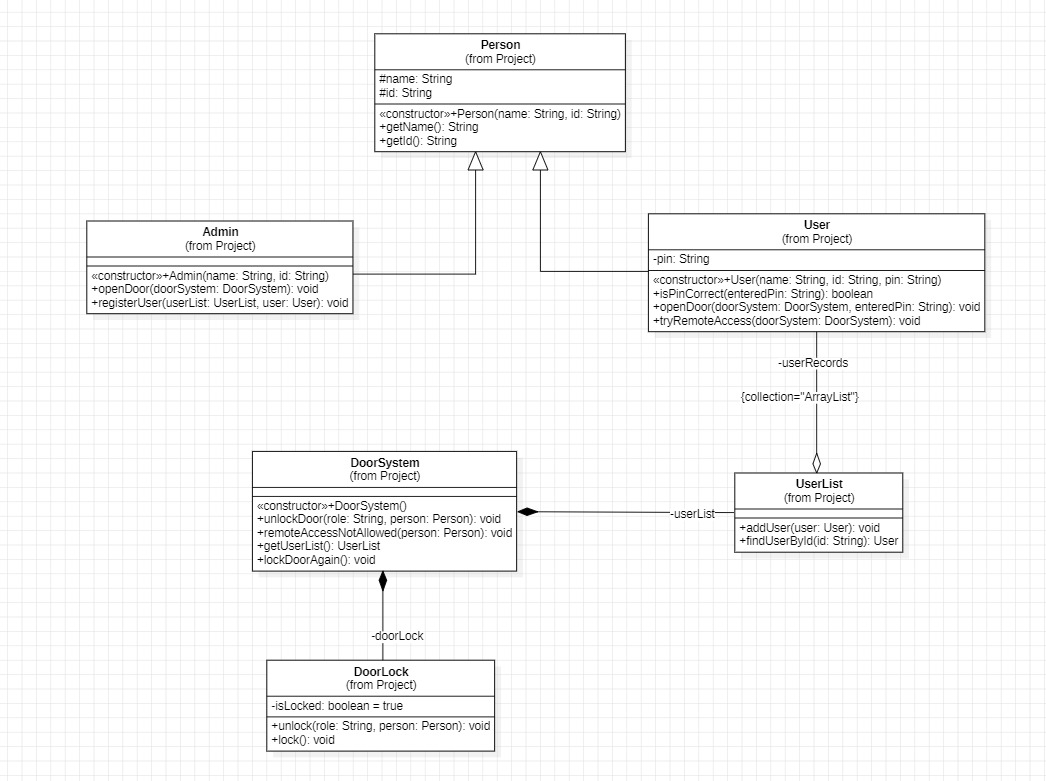 Person
(from Project)
#name: String
#id: String
«constructor»+Person(name: String, id: String)
+getName(): String
+getId(): String
Admin
(from Project)
«constructor»+Admin(name: String, id: String)
+openDoor(doorSystem: DoorSystem): void
+registerUser(userList: UserList, user: User): void
User
(from Project)
-pin: String
«constructor»+User(name: String, id: String, pin: String)
+isPinCorrect(enteredPin: String): boolean
+openDoor(doorSystem: DoorSystem, enteredPin: String): void
+tryRemoteAccess(doorSystem: DoorSystem): void
-userRecords
{collection="ArrayList"}
DoorSystem
(from Project)
«constructor»+DoorSystem()
+unlockDoor(role: String, person: Person): void
+remoteAccessNotAllowed(person: Person): void
+getUserList(): UserList
+lockDoorAgain(): void
-userList
UserList
(from Project)
+addUser(user: User): void
+findUserById(id: String): User
-doorLock
DoorLock
(from Project)
-isLocked: boolean = true
+unlock(role: String, person: Person): void
+lock(): void